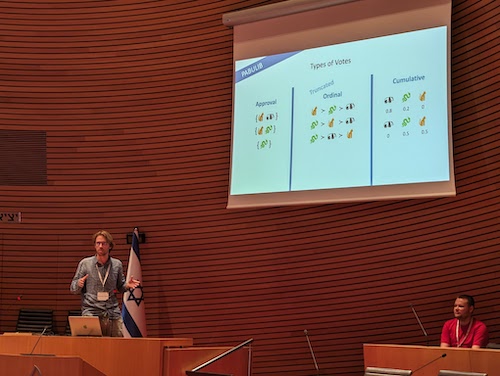 PABULIB
Types of Votes
Approval
{ }
{ }
{ }
Truncated
Ordinal
> >
> >
> >
Cumulative
0.8 0.2 0
0 0.5 0.5